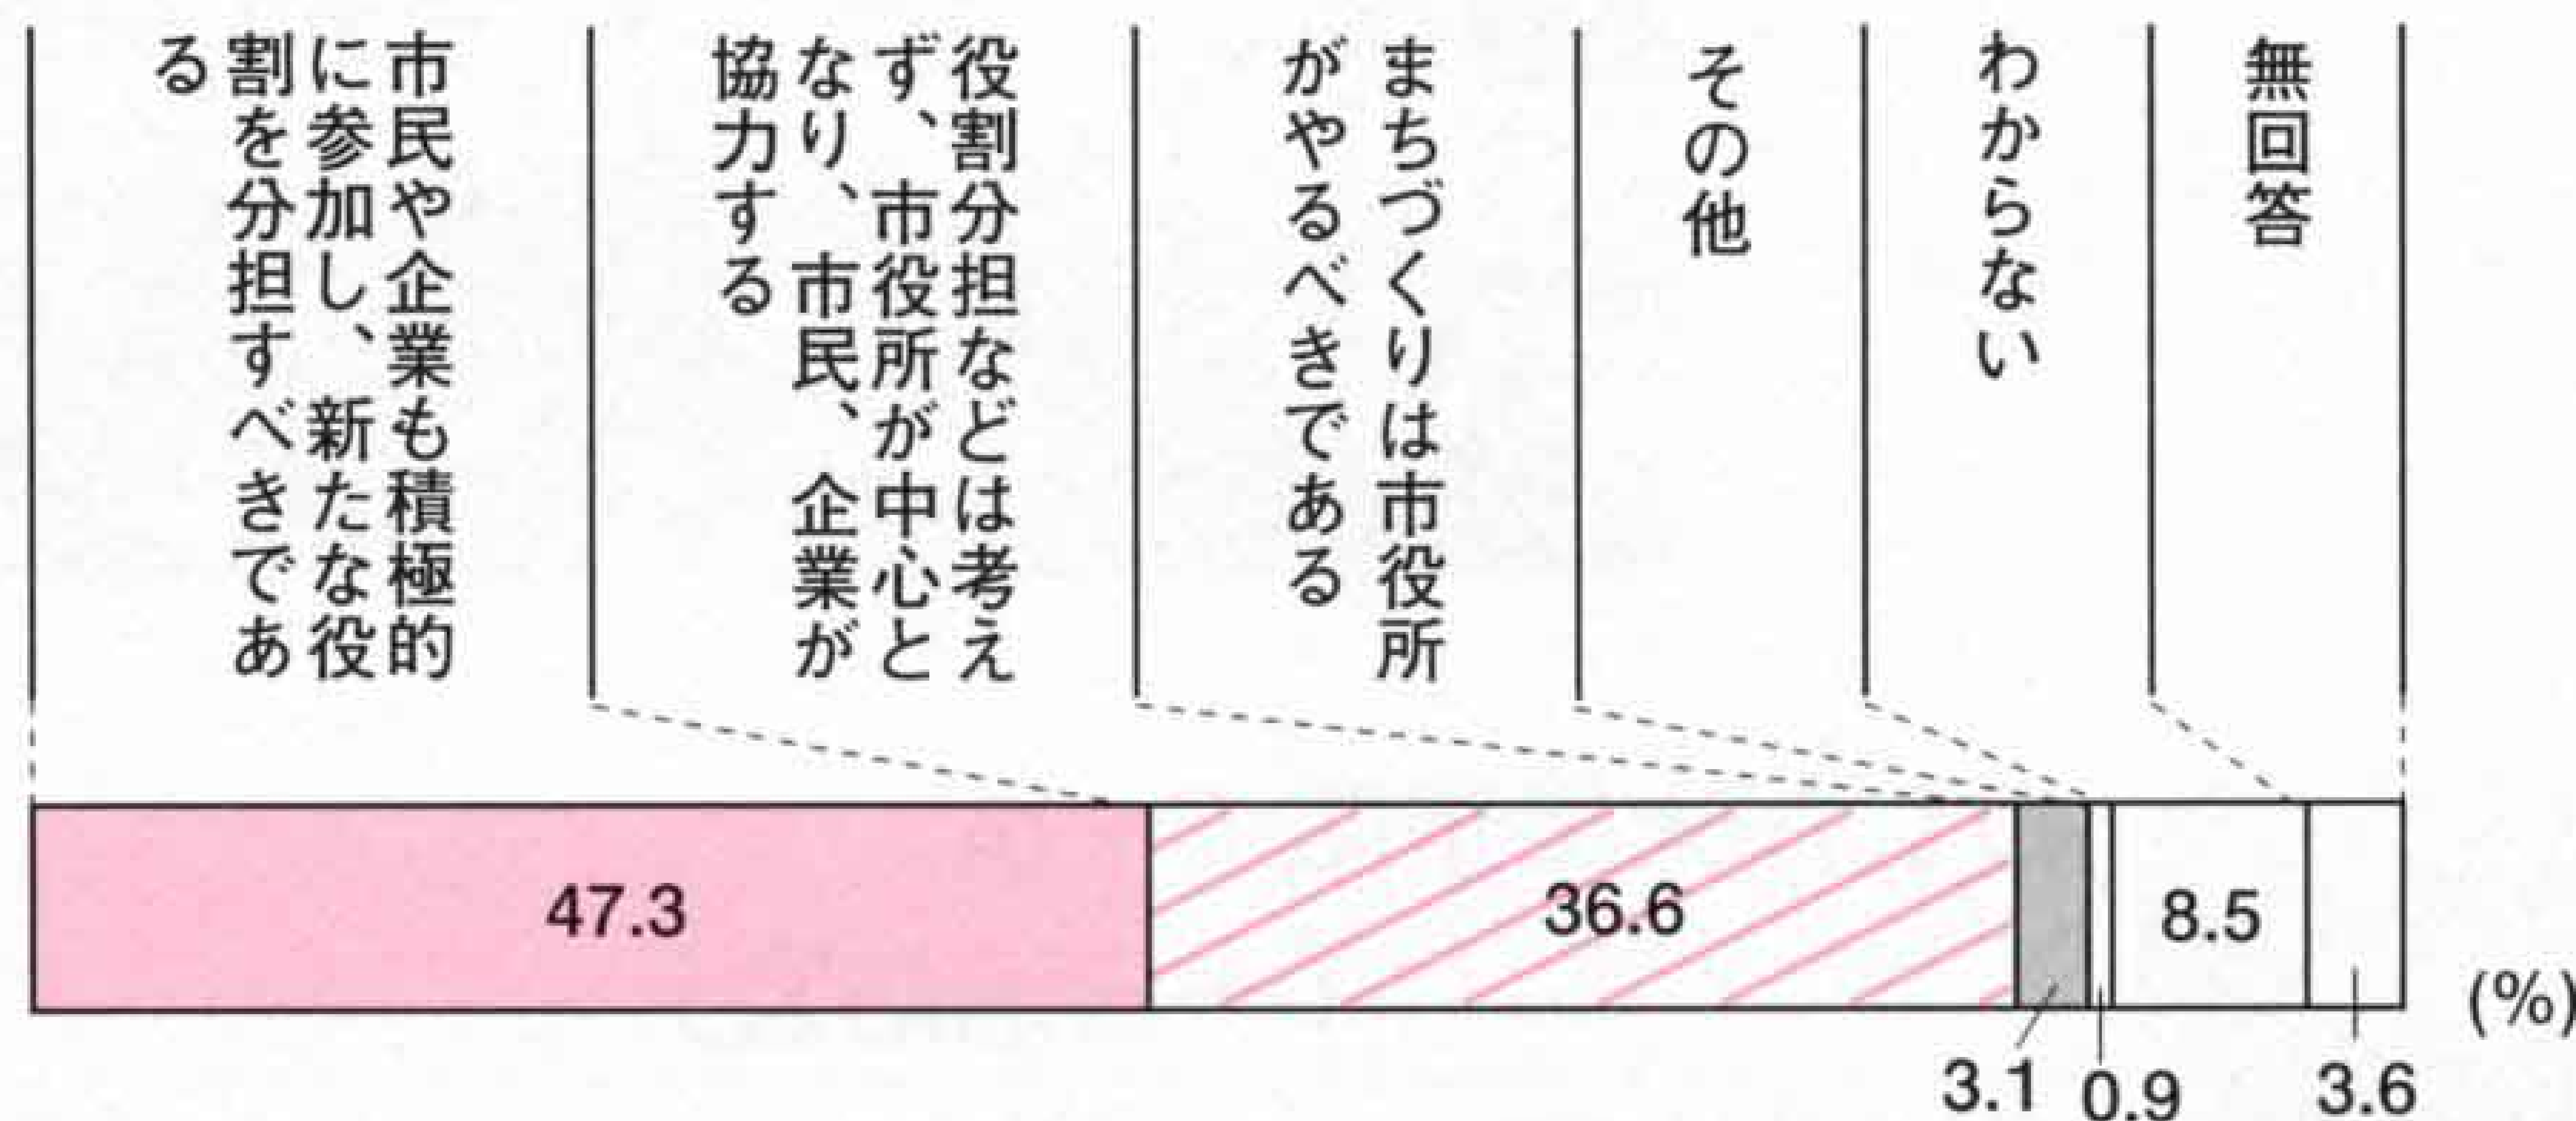 市民や企業も積極的
に参加し、新たな役
割を分担すべきであ
る
役割分担などは考え
ず、市役所が中心と
なり、市民、企業が
協力する
まちづくりは市役所
がやるべきである
その他
わからない
無回答
47.3
36.6
8.5
(%)
3.1
0.9
3.6